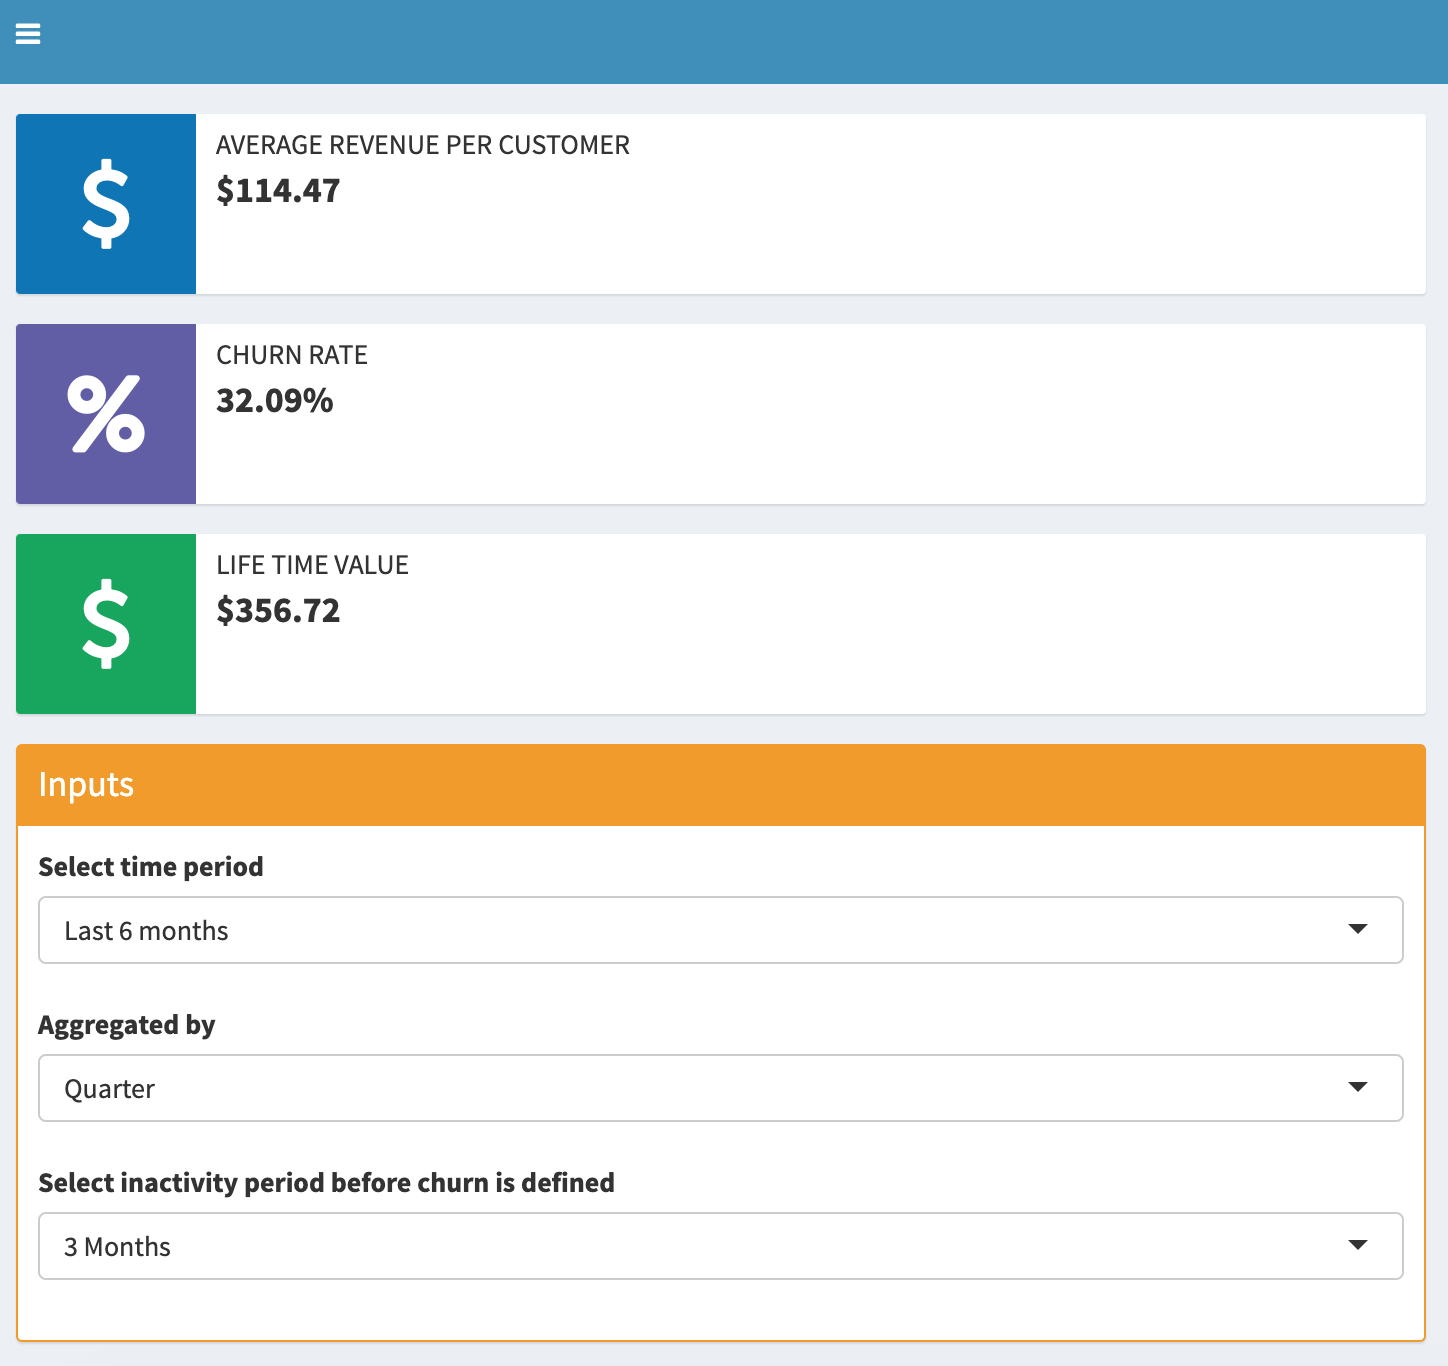 $
AVERAGE REVENUE PER CUSTOMER
$114.47
%
CHURN RATE
32.09%
$
LIFE TIME VALUE
$356.72
Inputs
Select time period
Last 6 months
Aggregated by
Quarter
Select inactivity period before churn is defined
3 Months